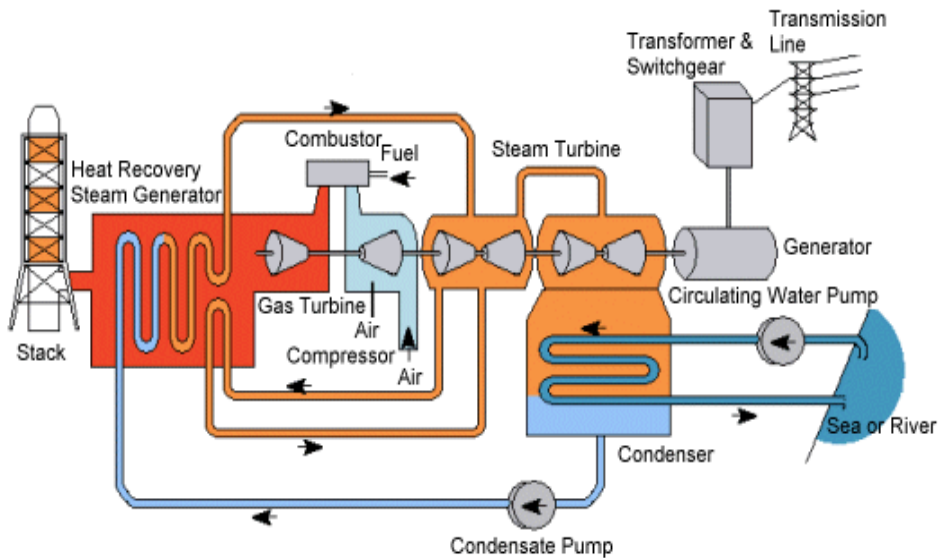 Transmission
Line
Transformer &
Switchgear
Combustor
Fuel
Steam Turbine
Heat Recovery
Steam Generator
Generator
Gas Turbine
Circulating Water Pump
Air
Stack
Compressor
Air
Sea or River
Condenser
Condensate Pump